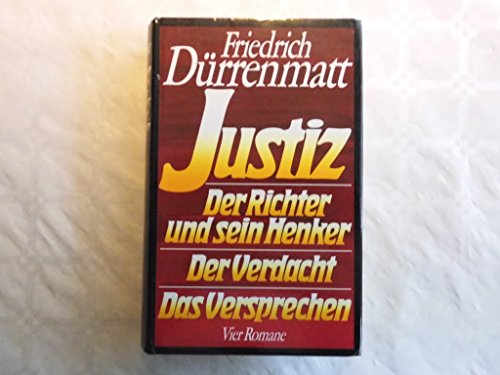 Friedrich
Dürrenmatt
Justiz
Der Richter
und sein Henker
Der Verdacht
Das Versprechen
Vier Romane